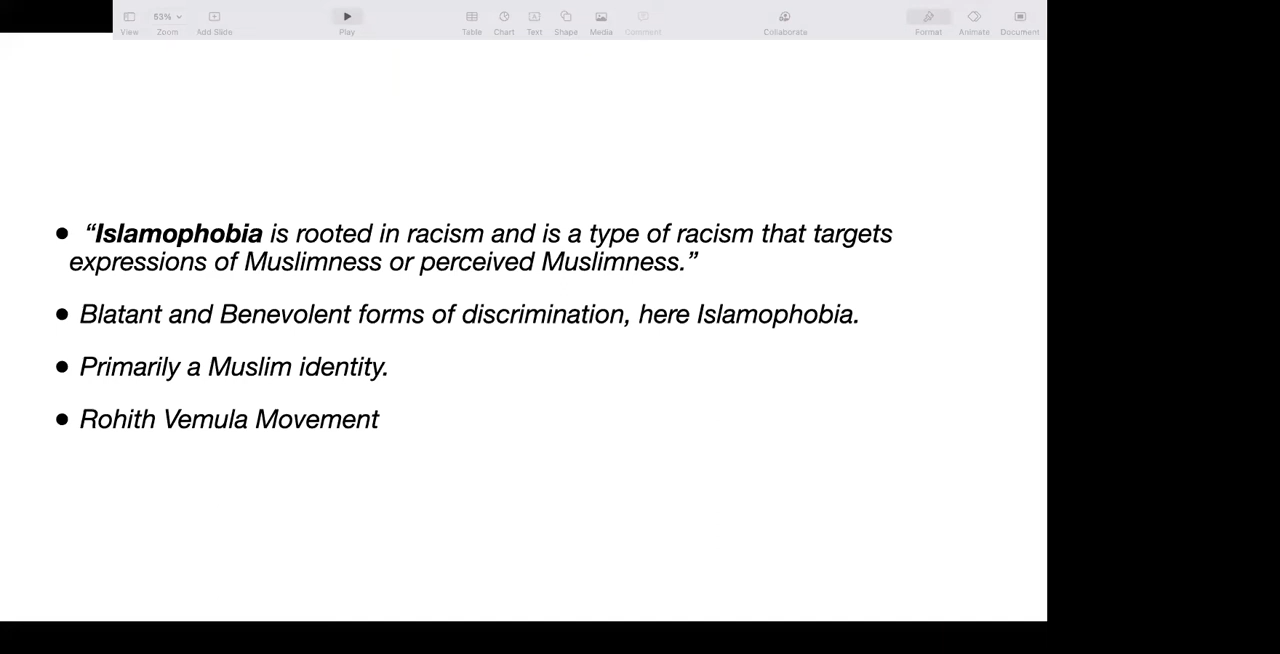 View 53% Zoom Add Slide Play Table Chart Text Shape Media Comment Collaborate Format Animate Document
● “Islamophobia is rooted in racism and is a type of racism that targets
expressions of Muslimness or perceived Muslimness.”
● Blatant and Benevolent forms of discrimination, here Islamophobia.
● Primarily a Muslim identity.
● Rohith Vemula Movement